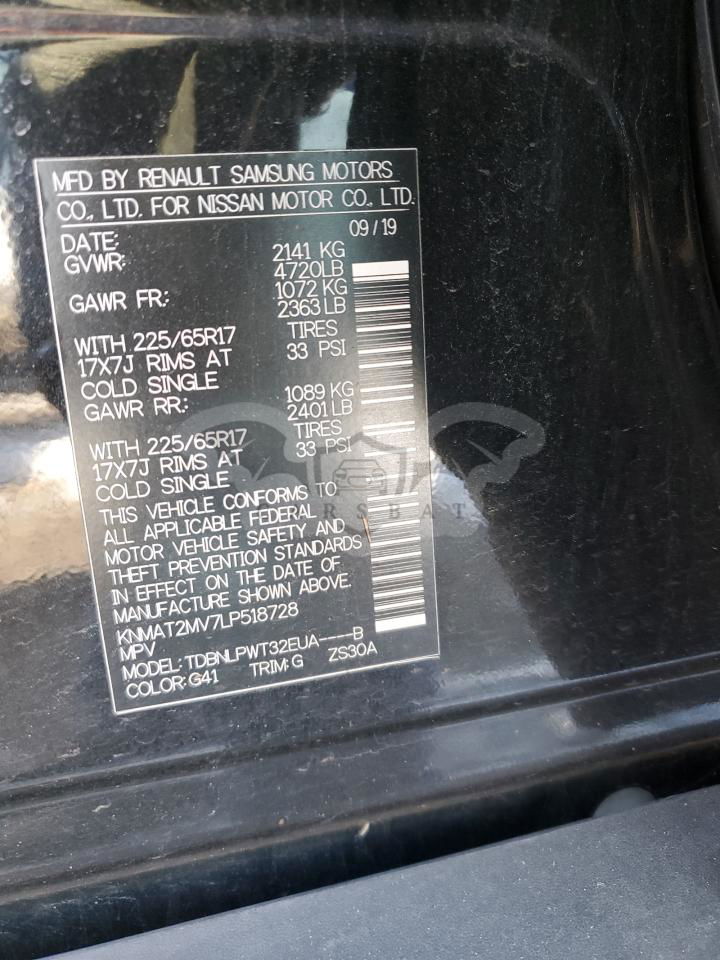 MFD BY RENAULT SAMSUNG MOTORS
CO., LTD. FOR NISSAN MOTOR CO., LTD.
DATE: 09/19
GVWR: 2141 KG
4720LB
GAWR FR: 1072 KG
2363LB
WITH 225/65R17 TIRES
17X7J RIMS AT 33 PSI
COLD SINGLE
GAWR RR: 1089 KG
2401LB
WITH 225/65R17 TIRES
17X7J RIMS AT 33 PSI
COLD SINGLE
THIS VEHICLE CONFORMS TO
ALL APPLICABLE FEDERAL
MOTOR VEHICLE SAFETY AND
THEFT PREVENTION STANDARDS
IN EFFECT ON THE DATE OF
MANUFACTURE SHOWN ABOVE.
KNMAT2MV7LP518728
MPV
MODEL: TDBNLPWT32EUA----B
COLOR: G41 TRIM: G ZS30A